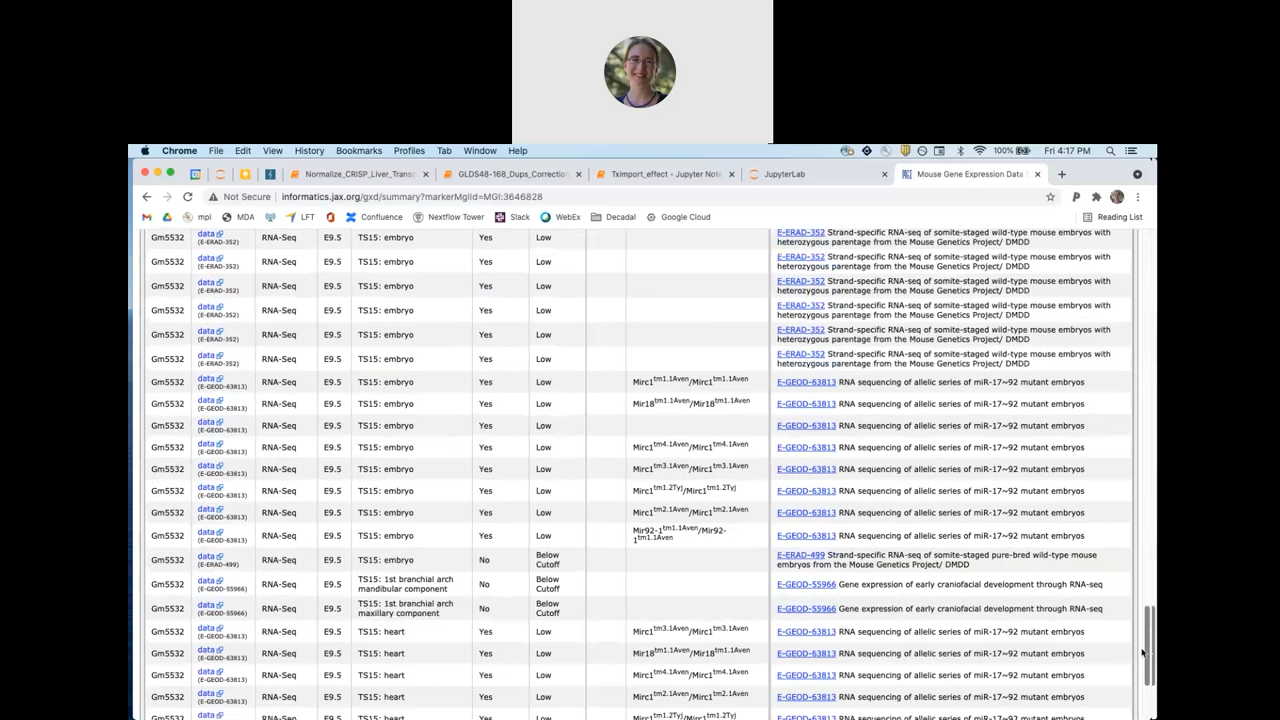 Chrome File Edit View History Bookmarks Profiles Tab Window Help 100% Fri 4:17 PM
Normalize_CRISP_Liver_Transc GLDS48-168_Dups_Correction Tximport_effect - Jupyter Note JupyterLab Mouse Gene Expression Data S
Not Secure informatics.jax.org/gxd/summary?markerMgiId=MGI:3646828
mpl MDA LFT Confluence Nextflow Tower Slack WebEx Decadal Google Cloud Reading List
Gm5532 data (E-ERAD-352) RNA-Seq E9.5 TS15: embryo Yes Low E-ERAD-352 Strand-specific RNA-seq of somite-staged wild-type mouse embryos with
heterozygous parentage from the Mouse Genetics Project/ DMDD
Gm5532 data (E-ERAD-352) RNA-Seq E9.5 TS15: embryo Yes Low E-ERAD-352 Strand-specific RNA-seq of somite-staged wild-type mouse embryos with
heterozygous parentage from the Mouse Genetics Project/ DMDD
Gm5532 data (E-ERAD-352) RNA-Seq E9.5 TS15: embryo Yes Low E-ERAD-352 Strand-specific RNA-seq of somite-staged wild-type mouse embryos with
heterozygous parentage from the Mouse Genetics Project/ DMDD
Gm5532 data (E-ERAD-352) RNA-Seq E9.5 TS15: embryo Yes Low E-ERAD-352 Strand-specific RNA-seq of somite-staged wild-type mouse embryos with
heterozygous parentage from the Mouse Genetics Project/ DMDD
Gm5532 data (E-ERAD-352) RNA-Seq E9.5 TS15: embryo Yes Low E-ERAD-352 Strand-specific RNA-seq of somite-staged wild-type mouse embryos with
heterozygous parentage from the Mouse Genetics Project/ DMDD
Gm5532 data (E-ERAD-352) RNA-Seq E9.5 TS15: embryo Yes Low E-ERAD-352 Strand-specific RNA-seq of somite-staged wild-type mouse embryos with
heterozygous parentage from the Mouse Genetics Project/ DMDD
Gm5532 data (E-GEOD-63813) RNA-Seq E9.5 TS15: embryo Yes Low Mirc1tm1.1Aven/Mirc1tm1.1Aven E-GEOD-63813 RNA sequencing of allelic series of miR-17~92 mutant embryos
Gm5532 data (E-GEOD-63813) RNA-Seq E9.5 TS15: embryo Yes Low Mir18tm1.1Aven/Mir18tm1.1Aven E-GEOD-63813 RNA sequencing of allelic series of miR-17~92 mutant embryos
Gm5532 data (E-GEOD-63813) RNA-Seq E9.5 TS15: embryo Yes Low E-GEOD-63813 RNA sequencing of allelic series of miR-17~92 mutant embryos
Gm5532 data (E-GEOD-63813) RNA-Seq E9.5 TS15: embryo Yes Low Mirc1tm4.1Aven/Mirc1tm4.1Aven E-GEOD-63813 RNA sequencing of allelic series of miR-17~92 mutant embryos
Gm5532 data (E-GEOD-63813) RNA-Seq E9.5 TS15: embryo Yes Low Mirc1tm3.1Aven/Mirc1tm3.1Aven E-GEOD-63813 RNA sequencing of allelic series of miR-17~92 mutant embryos
Gm5532 data (E-GEOD-63813) RNA-Seq E9.5 TS15: embryo Yes Low Mirc1tm1.2Tyj/Mirc1tm1.2Tyj E-GEOD-63813 RNA sequencing of allelic series of miR-17~92 mutant embryos
Gm5532 data (E-GEOD-63813) RNA-Seq E9.5 TS15: embryo Yes Low Mirc1tm2.1Aven/Mirc1tm2.1Aven E-GEOD-63813 RNA sequencing of allelic series of miR-17~92 mutant embryos
Gm5532 data (E-GEOD-63813) RNA-Seq E9.5 TS15: embryo Yes Low Mir92-1tm1.1Aven/Mir92-
1tm1.1Aven E-GEOD-63813 RNA sequencing of allelic series of miR-17~92 mutant embryos
Gm5532 data (E-ERAD-499) RNA-Seq E9.5 TS15: embryo No Below Cutoff E-ERAD-499 Strand-specific RNA-seq of somite-staged pure-bred wild-type mouse
embryos from the Mouse Genetics Project/ DMDD
Gm5532 data (E-GEOD-55966) RNA-Seq E9.5 TS15: 1st branchial arch mandibular component No Below Cutoff E-GEOD-55966 Gene expression of early craniofacial development through RNA-seq
Gm5532 data (E-GEOD-55966) RNA-Seq E9.5 TS15: 1st branchial arch maxillary component No Below Cutoff E-GEOD-55966 Gene expression of early craniofacial development through RNA-seq
Gm5532 data (E-GEOD-63813) RNA-Seq E9.5 TS15: heart Yes Low Mirc1tm3.1Aven/Mirc1tm3.1Aven E-GEOD-63813 RNA sequencing of allelic series of miR-17~92 mutant embryos
Gm5532 data (E-GEOD-63813) RNA-Seq E9.5 TS15: heart Yes Low Mir18tm1.1Aven/Mir18tm1.1Aven E-GEOD-63813 RNA sequencing of allelic series of miR-17~92 mutant embryos
Gm5532 data (E-GEOD-63813) RNA-Seq E9.5 TS15: heart Yes Low Mirc1tm4.1Aven/Mirc1tm4.1Aven E-GEOD-63813 RNA sequencing of allelic series of miR-17~92 mutant embryos
Gm5532 data (E-GEOD-63813) RNA-Seq E9.5 TS15: heart Yes Low Mirc1tm2.1Aven/Mirc1tm2.1Aven E-GEOD-63813 RNA sequencing of allelic series of miR-17~92 mutant embryos
Gm5532 data RNA-Seq E9.5 TS15: heart Yes Low Mirc1tm1.2Tyj/Mirc1tm1.2Tyj E-GEOD-63813 RNA sequencing of allelic series of miR-17~92 mutant embryos